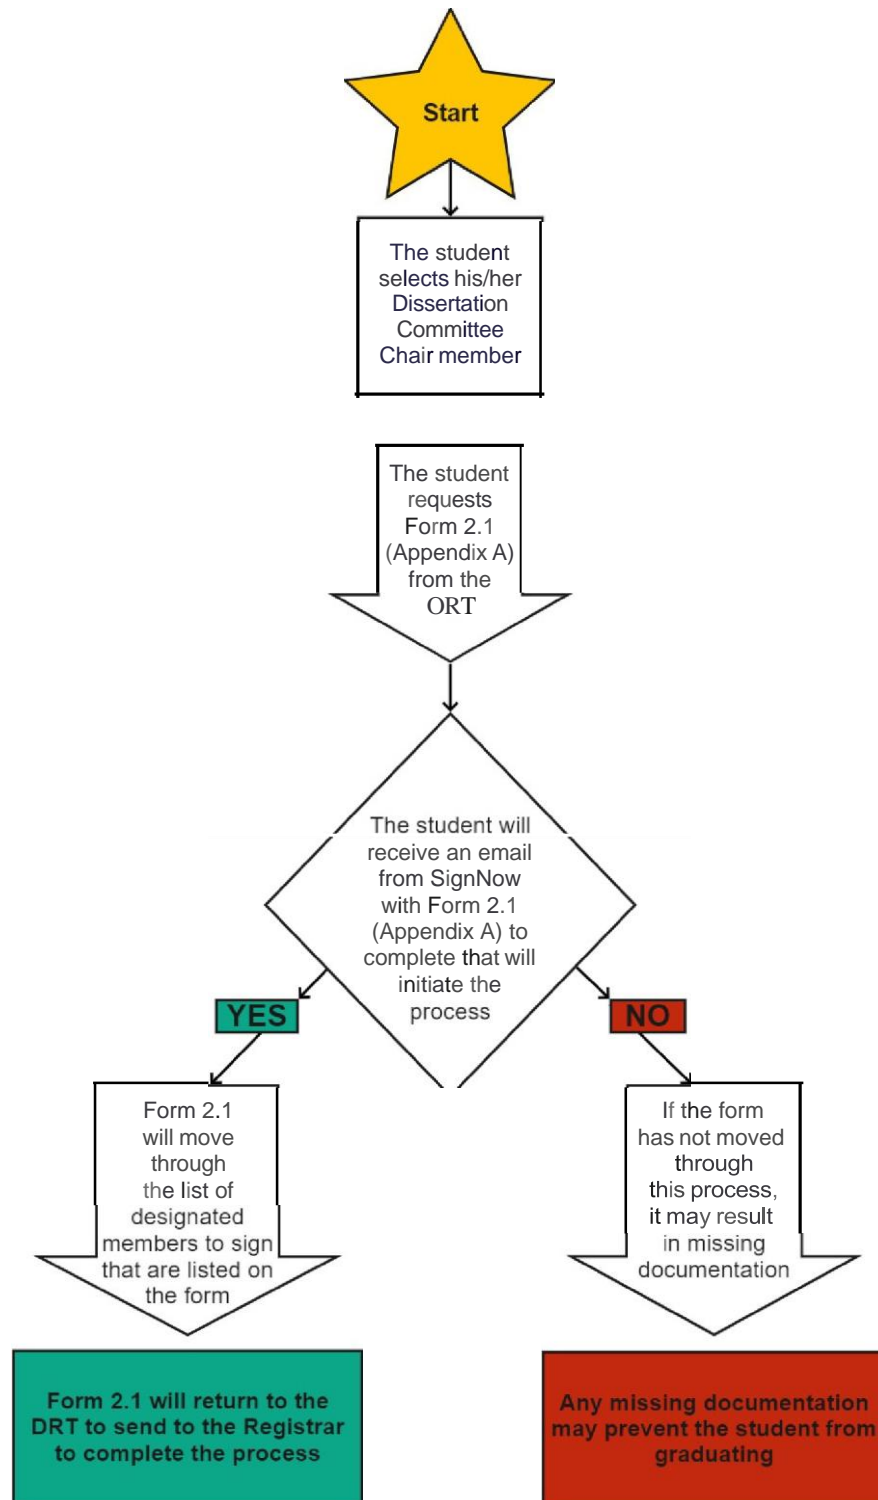 Start
The student
selects his/her
Dissertation
Committee
Chair member
The student
requests
Form 2.1
(Appendix A)
from the
ORT
The student will
receive an email
from SignNow
with Form 2.1
(Appendix A) to
complete that will
initiate the
process
YES
NO
Form 2.1
will move
through
the list of
designated
members to sign
that are listed on
the form
If the form
has not moved
through
this process,
it may result
in missing
documentation
Form 2.1 will return to the
DRT to send to the Registrar
to complete the process
Any missing documentation
may prevent the student from
graduating